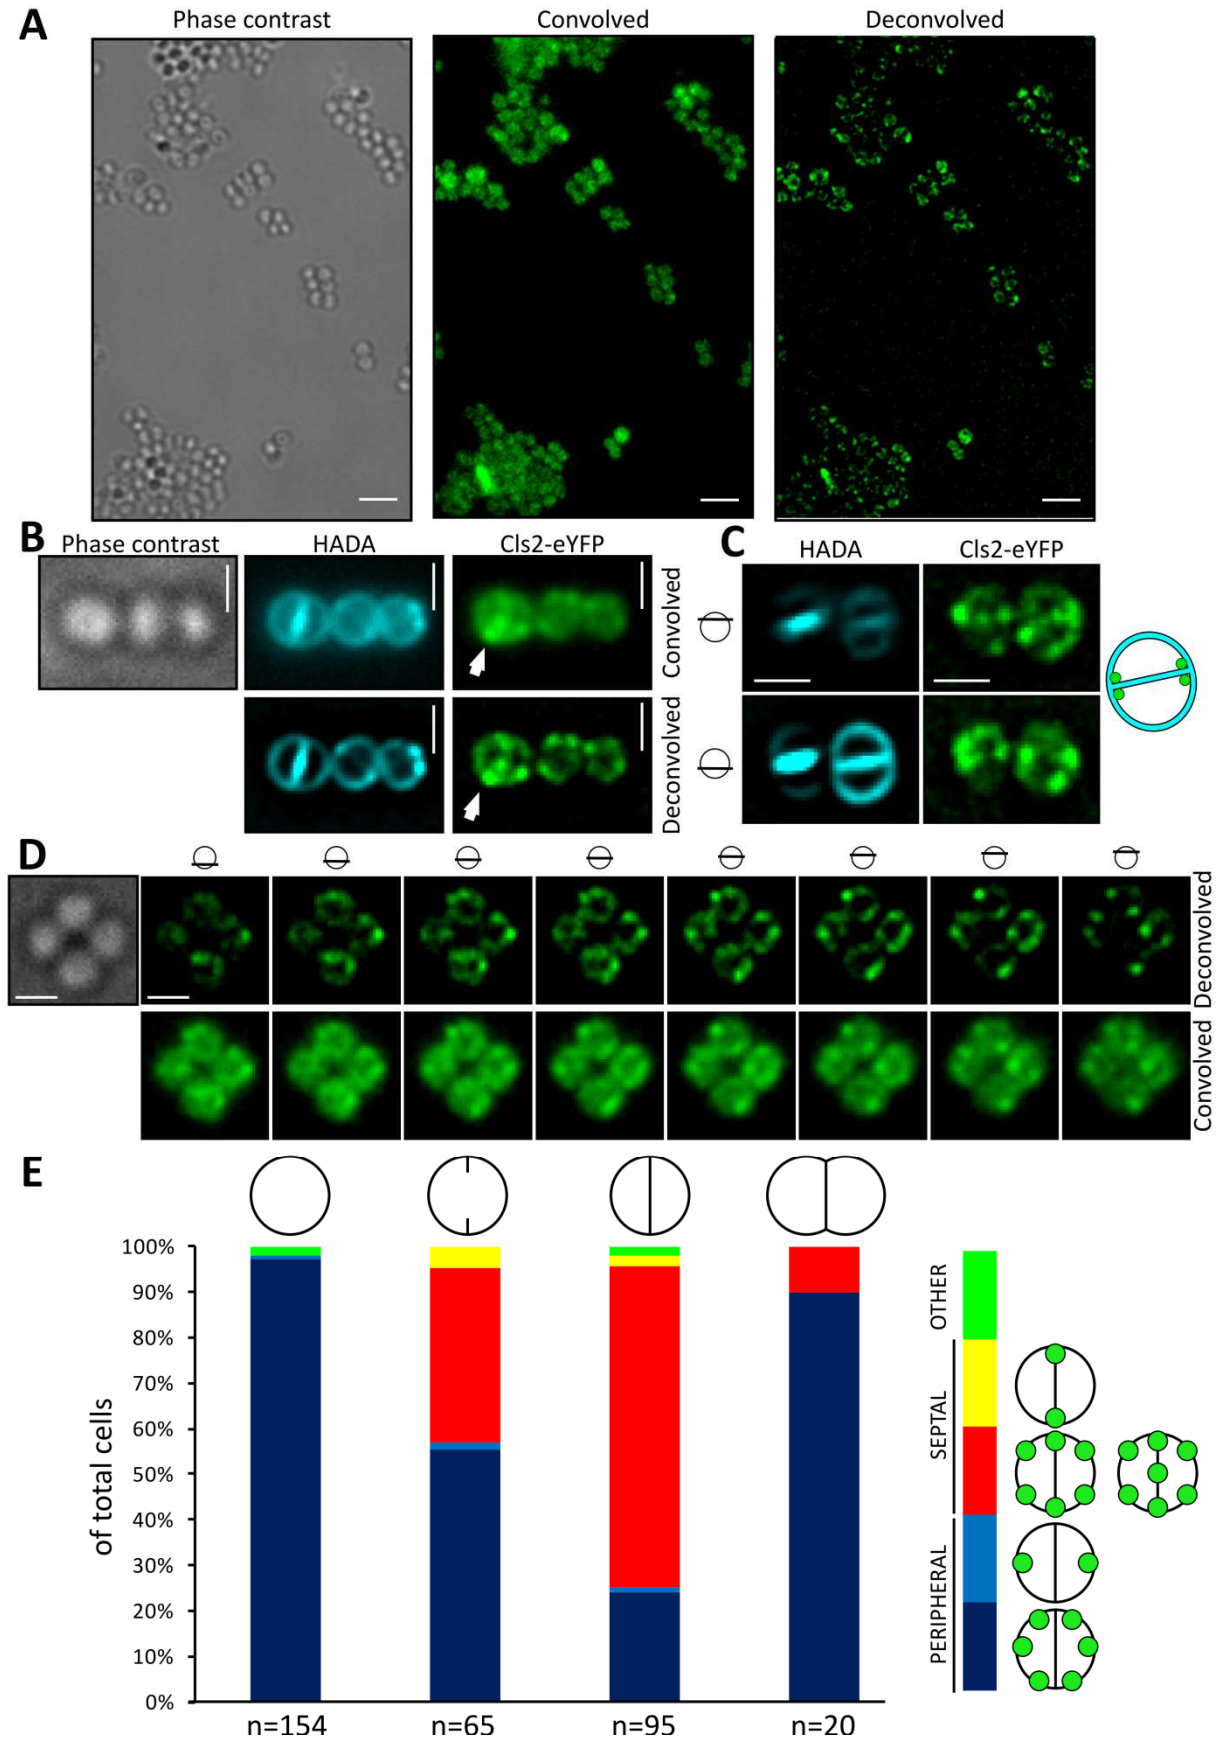 A
Phase contrast
Convolved
Deconvolved
B
Phase contrast
HADA
Cls2-eYFP
Convolved
Deconvolved
C
HADA
Cls2-eYFP
D
Deconvolved
Convolved
E
100%
90%
80%
70%
60%
50%
40%
30%
20%
10%
0%
of total cells
n=154
n=65
n=95
n=20
OTHER
SEPTAL
PERIPHERAL